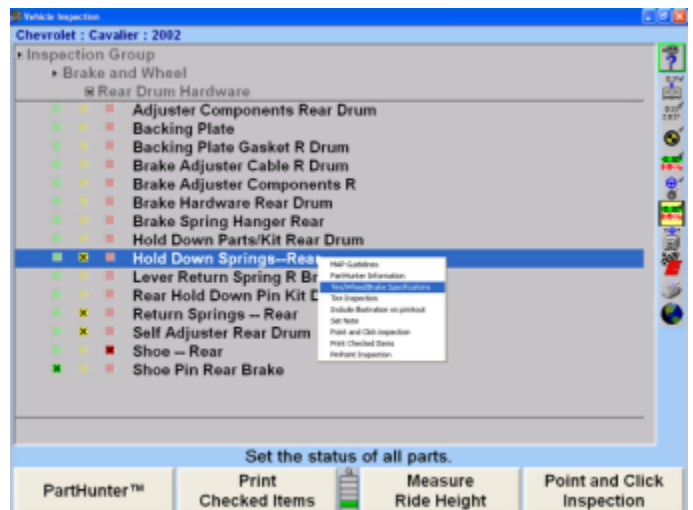 Vehicle Inspection
Chevrolet : Cavalier : 2002
Inspection Group
Brake and Wheel
Rear Drum Hardware
Adjuster Components Rear Drum
Backing Plate
Backing Plate Gasket R Drum
Brake Adjuster Cable R Drum
Brake Adjuster Components R
Brake Hardware Rear Drum
Brake Spring Hanger Rear
Hold Down Parts/Kit Rear Drum
Hold Down Springs--Rear
MAP Guidelines
PartHunter Information
Lever Return Spring R Br
Tire/Wheel/Brake Specifications
Rear Hold Down Pin Kit D
Tire Inspection
Include illustration on printout
Return Springs -- Rear
Set Note
Self Adjuster Rear Drum
Point and Click Inspection
Print Checked Items
Shoe -- Rear
PinPoint Inspection
Shoe Pin Rear Brake
Set the status of all parts.
PartHunter™
Print
Checked Items
Measure
Ride Height
Point and Click
Inspection